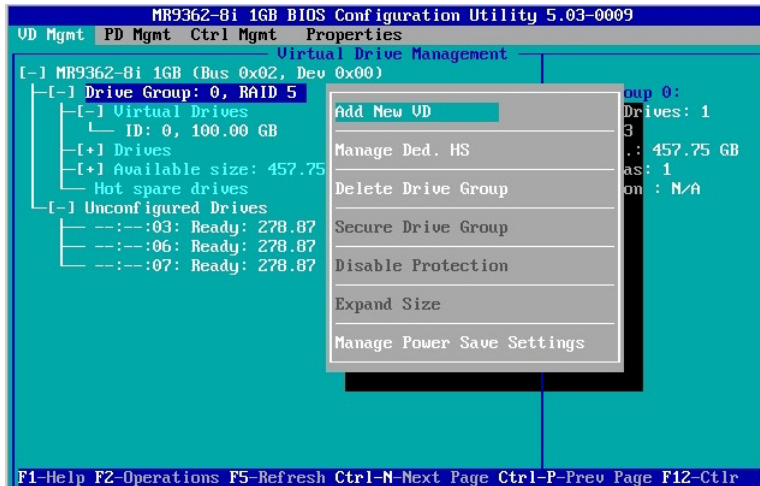 MR9362-8i 1GB BIOS Configuration Utility 5.03-0009
VD Mgmt PD Mgmt Ctrl Mgmt Properties
Virtual Drive Management
[-] MR9362-8i 1GB (Bus 0x02, Dev 0x00)
[-] Drive Group: 0, RAID 5
[-] Virtual Drives
ID: 0, 100.00 GB
[+] Drives
[+] Available size: 457.75
Hot spare drives
[-] Unconfigured Drives
--:--:03: Ready: 278.87
--:--:06: Ready: 278.87
--:--:07: Ready: 278.87
Add New VD
Manage Ded. HS
Delete Drive Group
Secure Drive Group
Disable Protection
Expand Size
Manage Power Save Settings
oup 0:
Drives: 1
3
.: 457.75 GB
as: 1
on : N/A
F1-Help F2-Operations F5-Refresh Ctrl-N-Next Page Ctrl-P-Prev Page F12-Ctlr